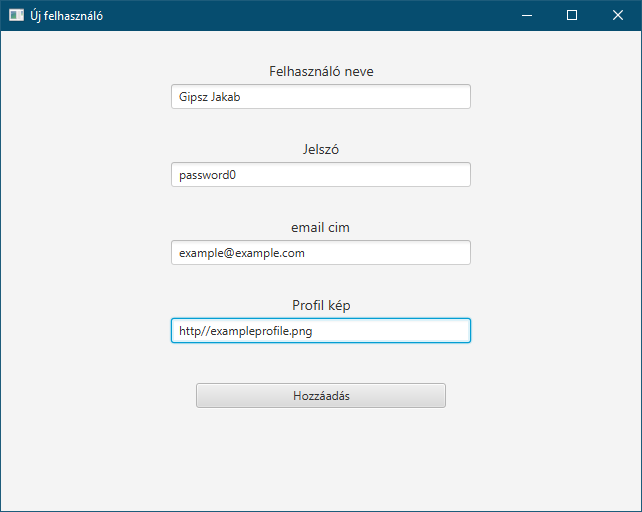 Új felhasználó
Felhasználó neve
Gipsz Jakab
Jelszó
password0
email cim
example@example.com
Profil kép
http//exampleprofile.png
Hozzáadás